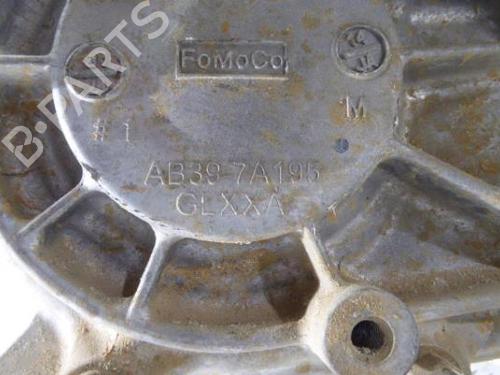 B-PARTS
FoMoCo
# 1
M
AB39-7A195
GLXXA